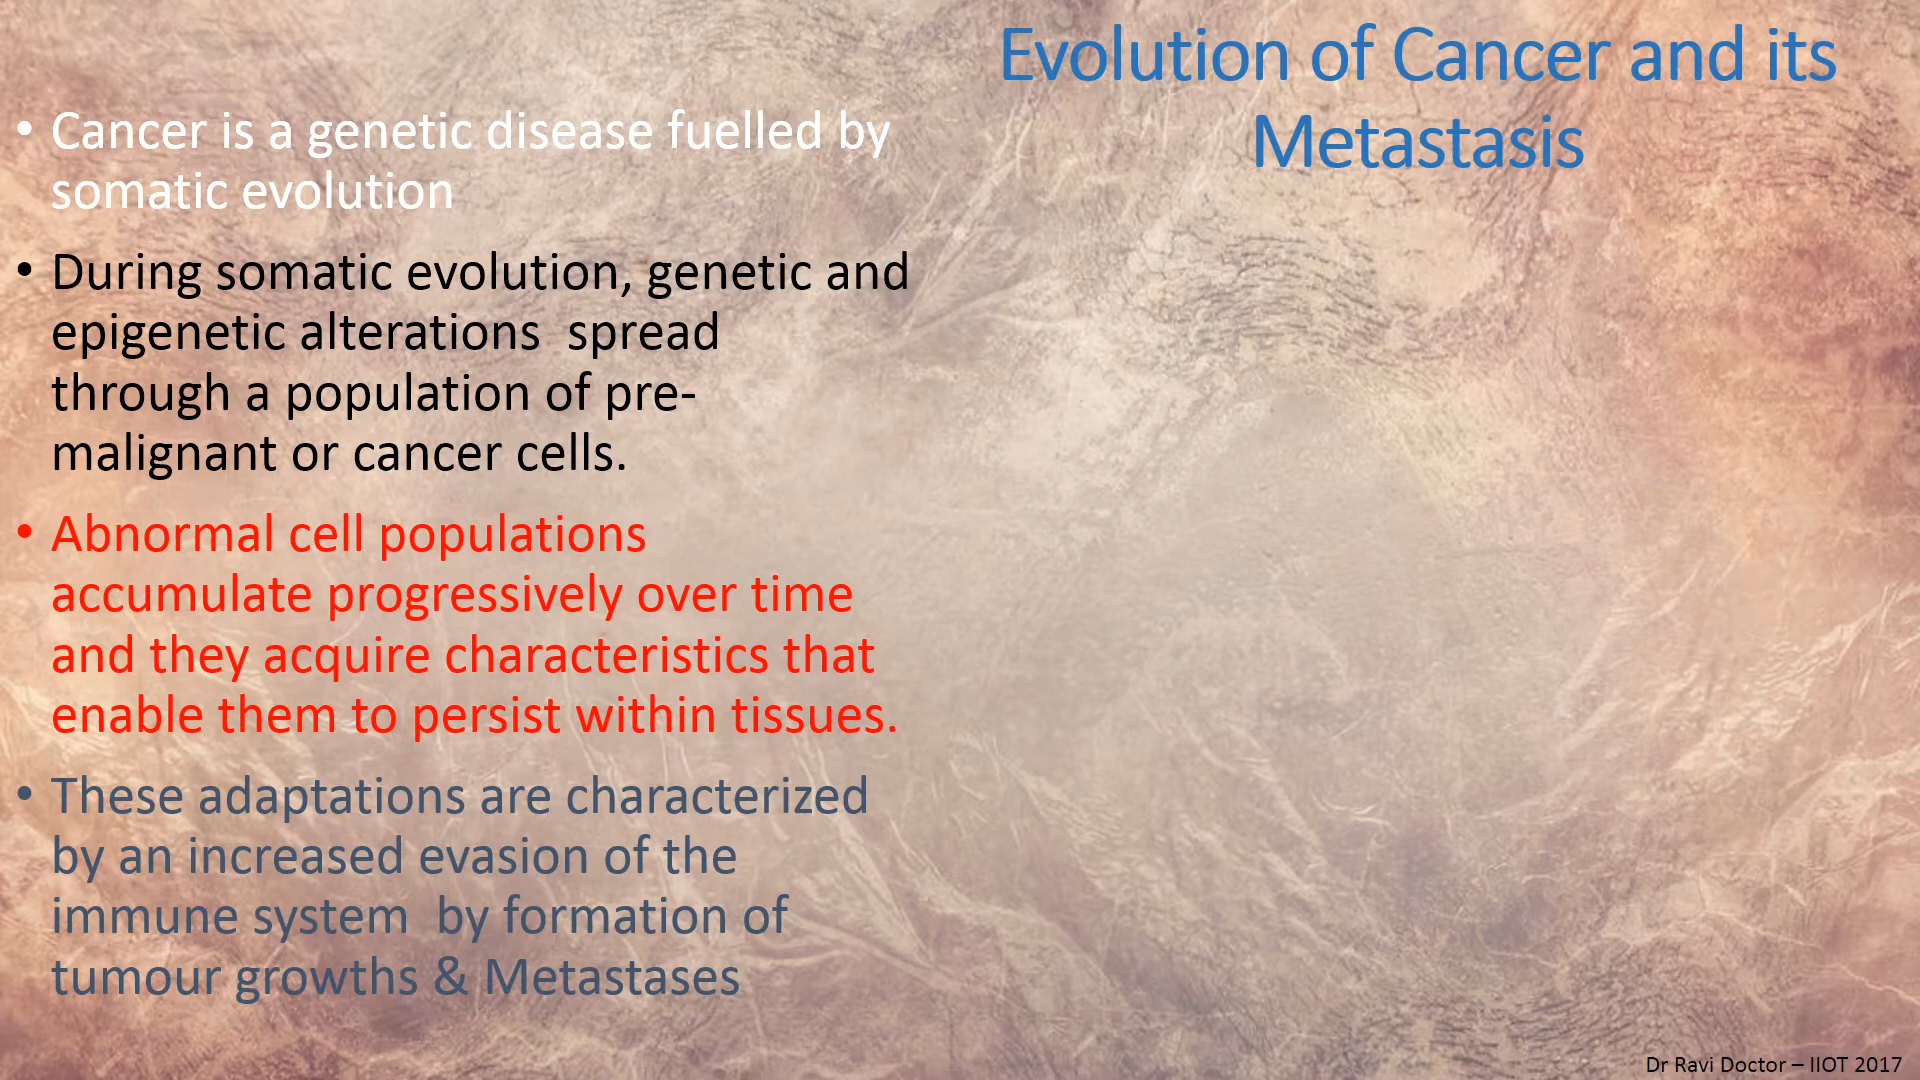 Evolution of Cancer and its
Metastasis
• Cancer is a genetic disease fuelled by
somatic evolution
• During somatic evolution, genetic and
epigenetic alterations  spread
through a population of pre-
malignant or cancer cells.
• Abnormal cell populations
accumulate progressively over time
and they acquire characteristics that
enable them to persist within tissues.
• These adaptations are characterized
by an increased evasion of the
immune system  by formation of
tumour growths & Metastases
Dr Ravi Doctor – IIOT 2017